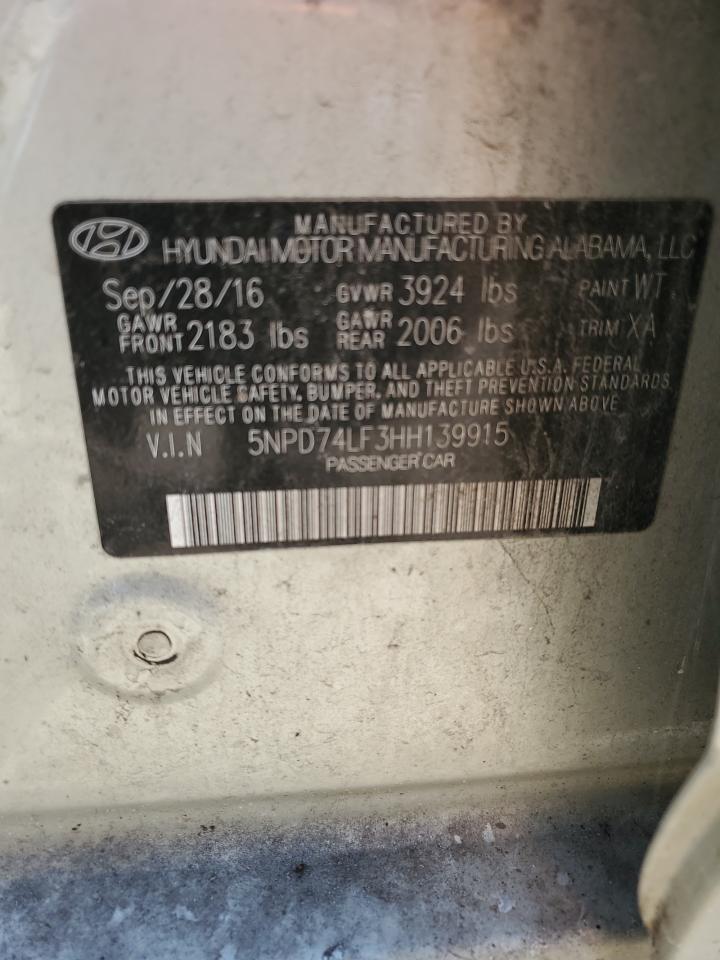 MANUFACTURED BY
HYUNDAI MOTOR MANUFACTURING ALABAMA, LLC
Sep/28/16 GVWR 3924 lbs PAINT WT
GAWR FRONT 2183 lbs GAWR REAR 2006 lbs TRIM XA
THIS VEHICLE CONFORMS TO ALL APPLICABLE U.S.A. FEDERAL
MOTOR VEHICLE SAFETY, BUMPER, AND THEFT PREVENTION STANDARDS
IN EFFECT ON THE DATE OF MANUFACTURE SHOWN ABOVE.
V.I.N 5NPD74LF3HH139915
PASSENGER CAR